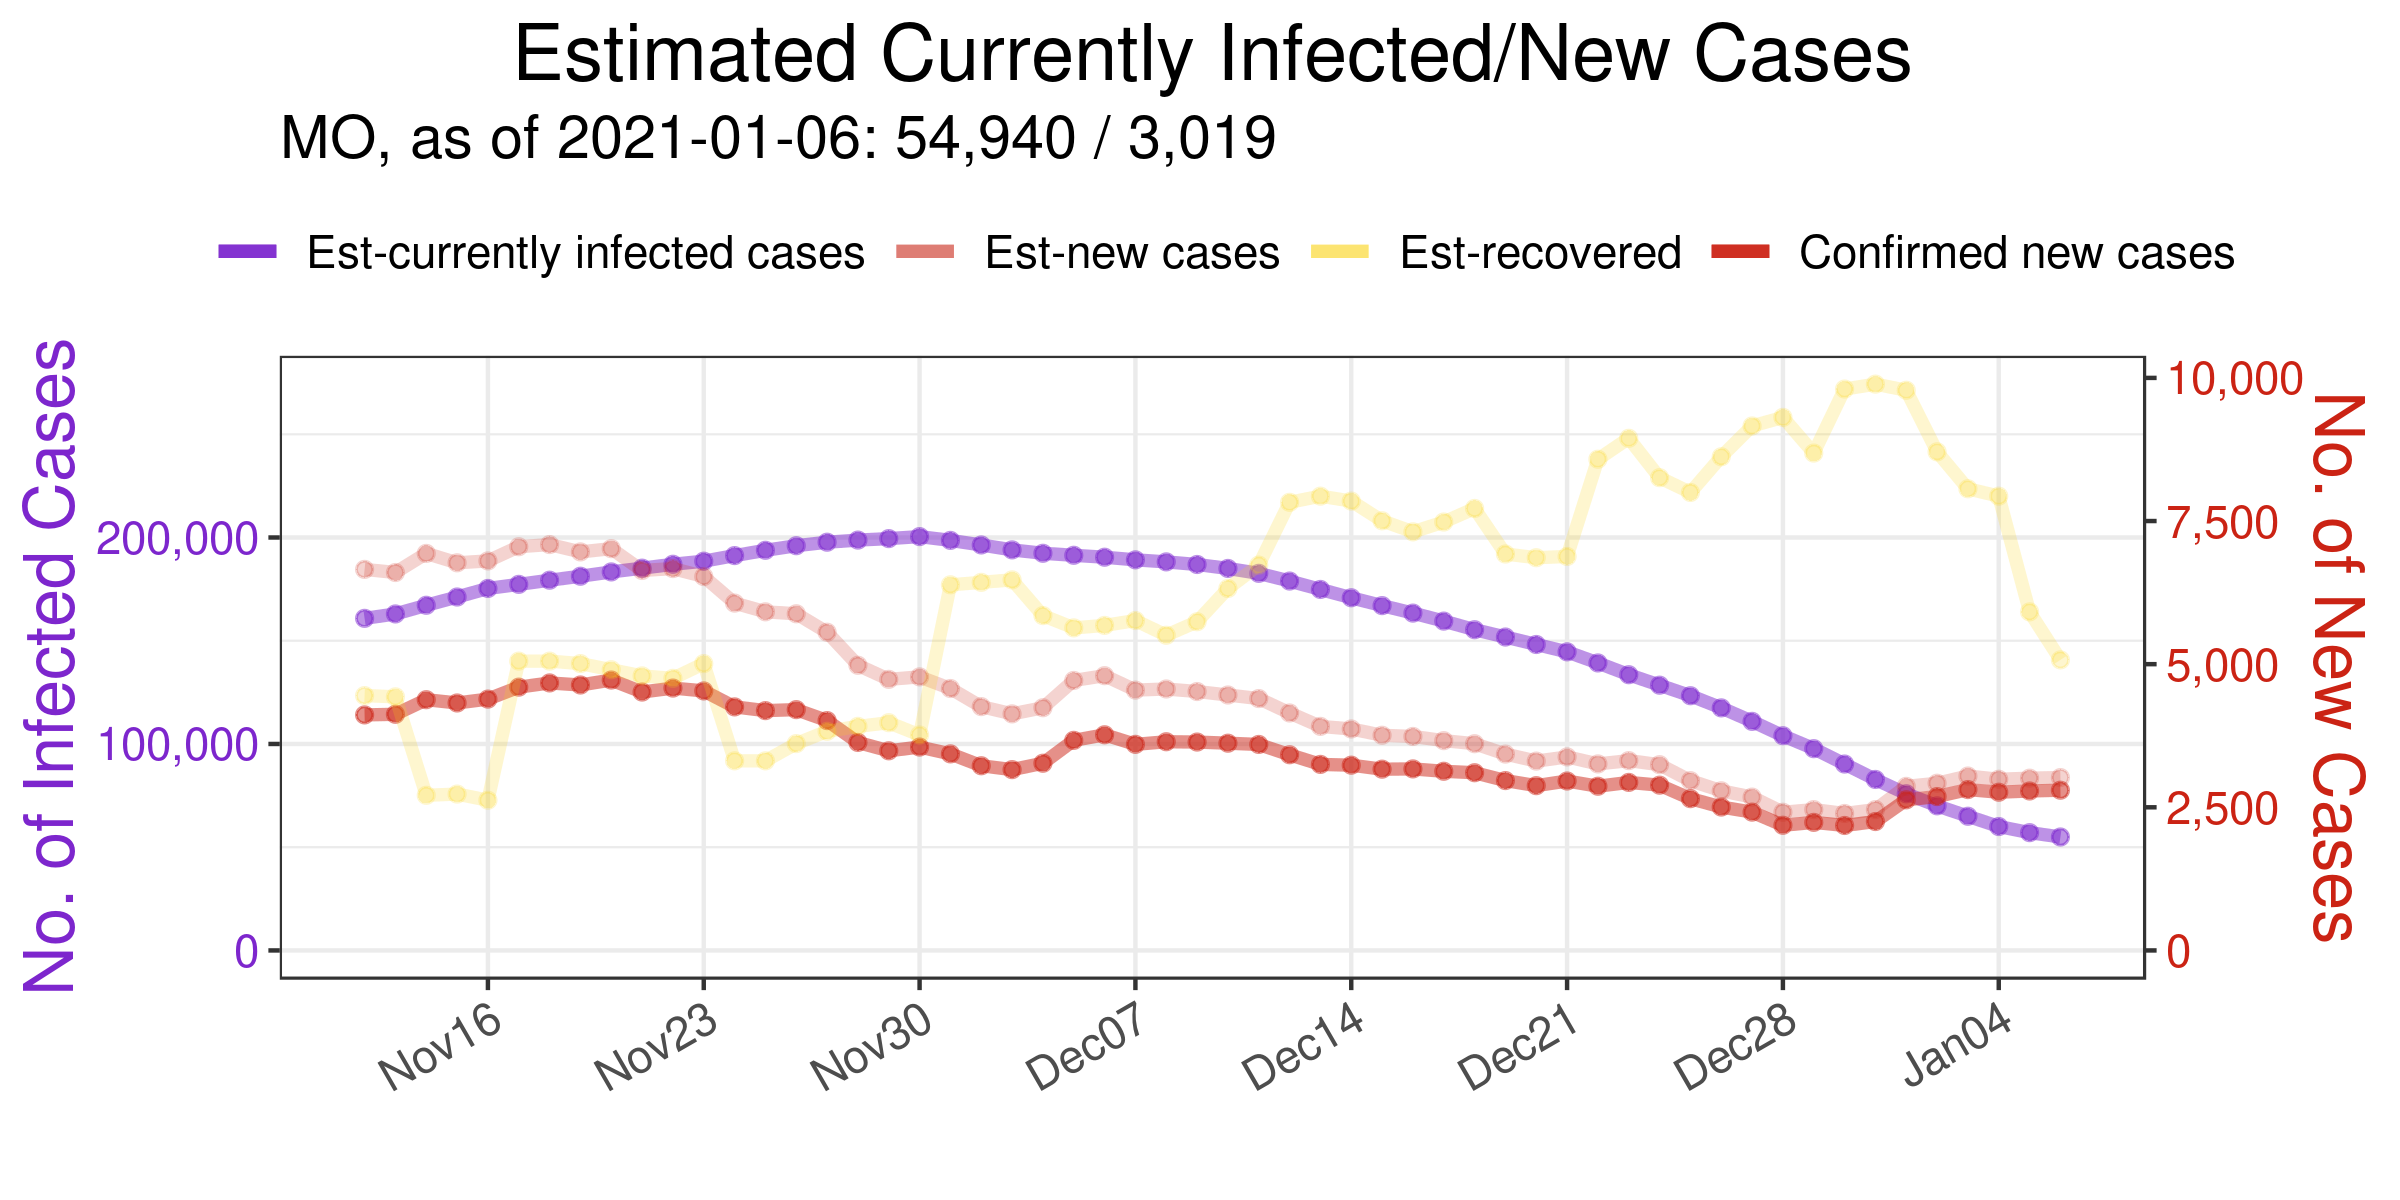 Estimated Currently Infected/New Cases
MO, as of 2021-01-06: 54,940 / 3,019
Est-currently infected cases Est-new cases Est-recovered Confirmed new cases
No. of Infected Cases
200,000
100,000
0
10,000
7,500
5,000
2,500
0
No. of New Cases
Nov16 Nov23 Nov30 Dec07 Dec14 Dec21 Dec28 Jan04